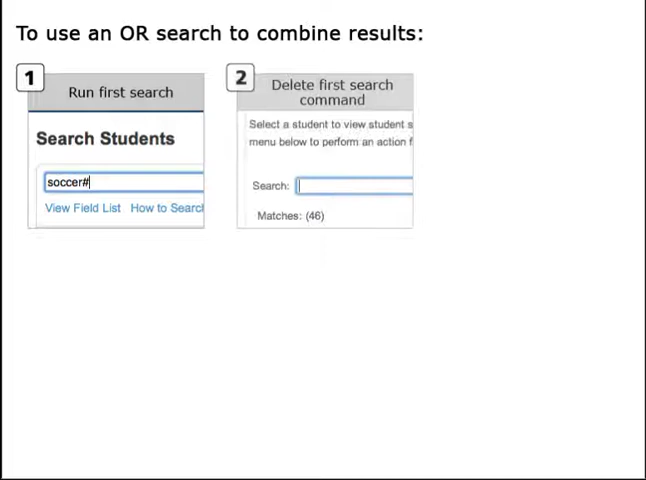 To use an OR search to combine results:
1
Run first search
Search Students
soccer#
View Field List How to Search
2
Delete first search
command
Select a student to view student s
menu below to perform an action f
Search:
Matches: (46)